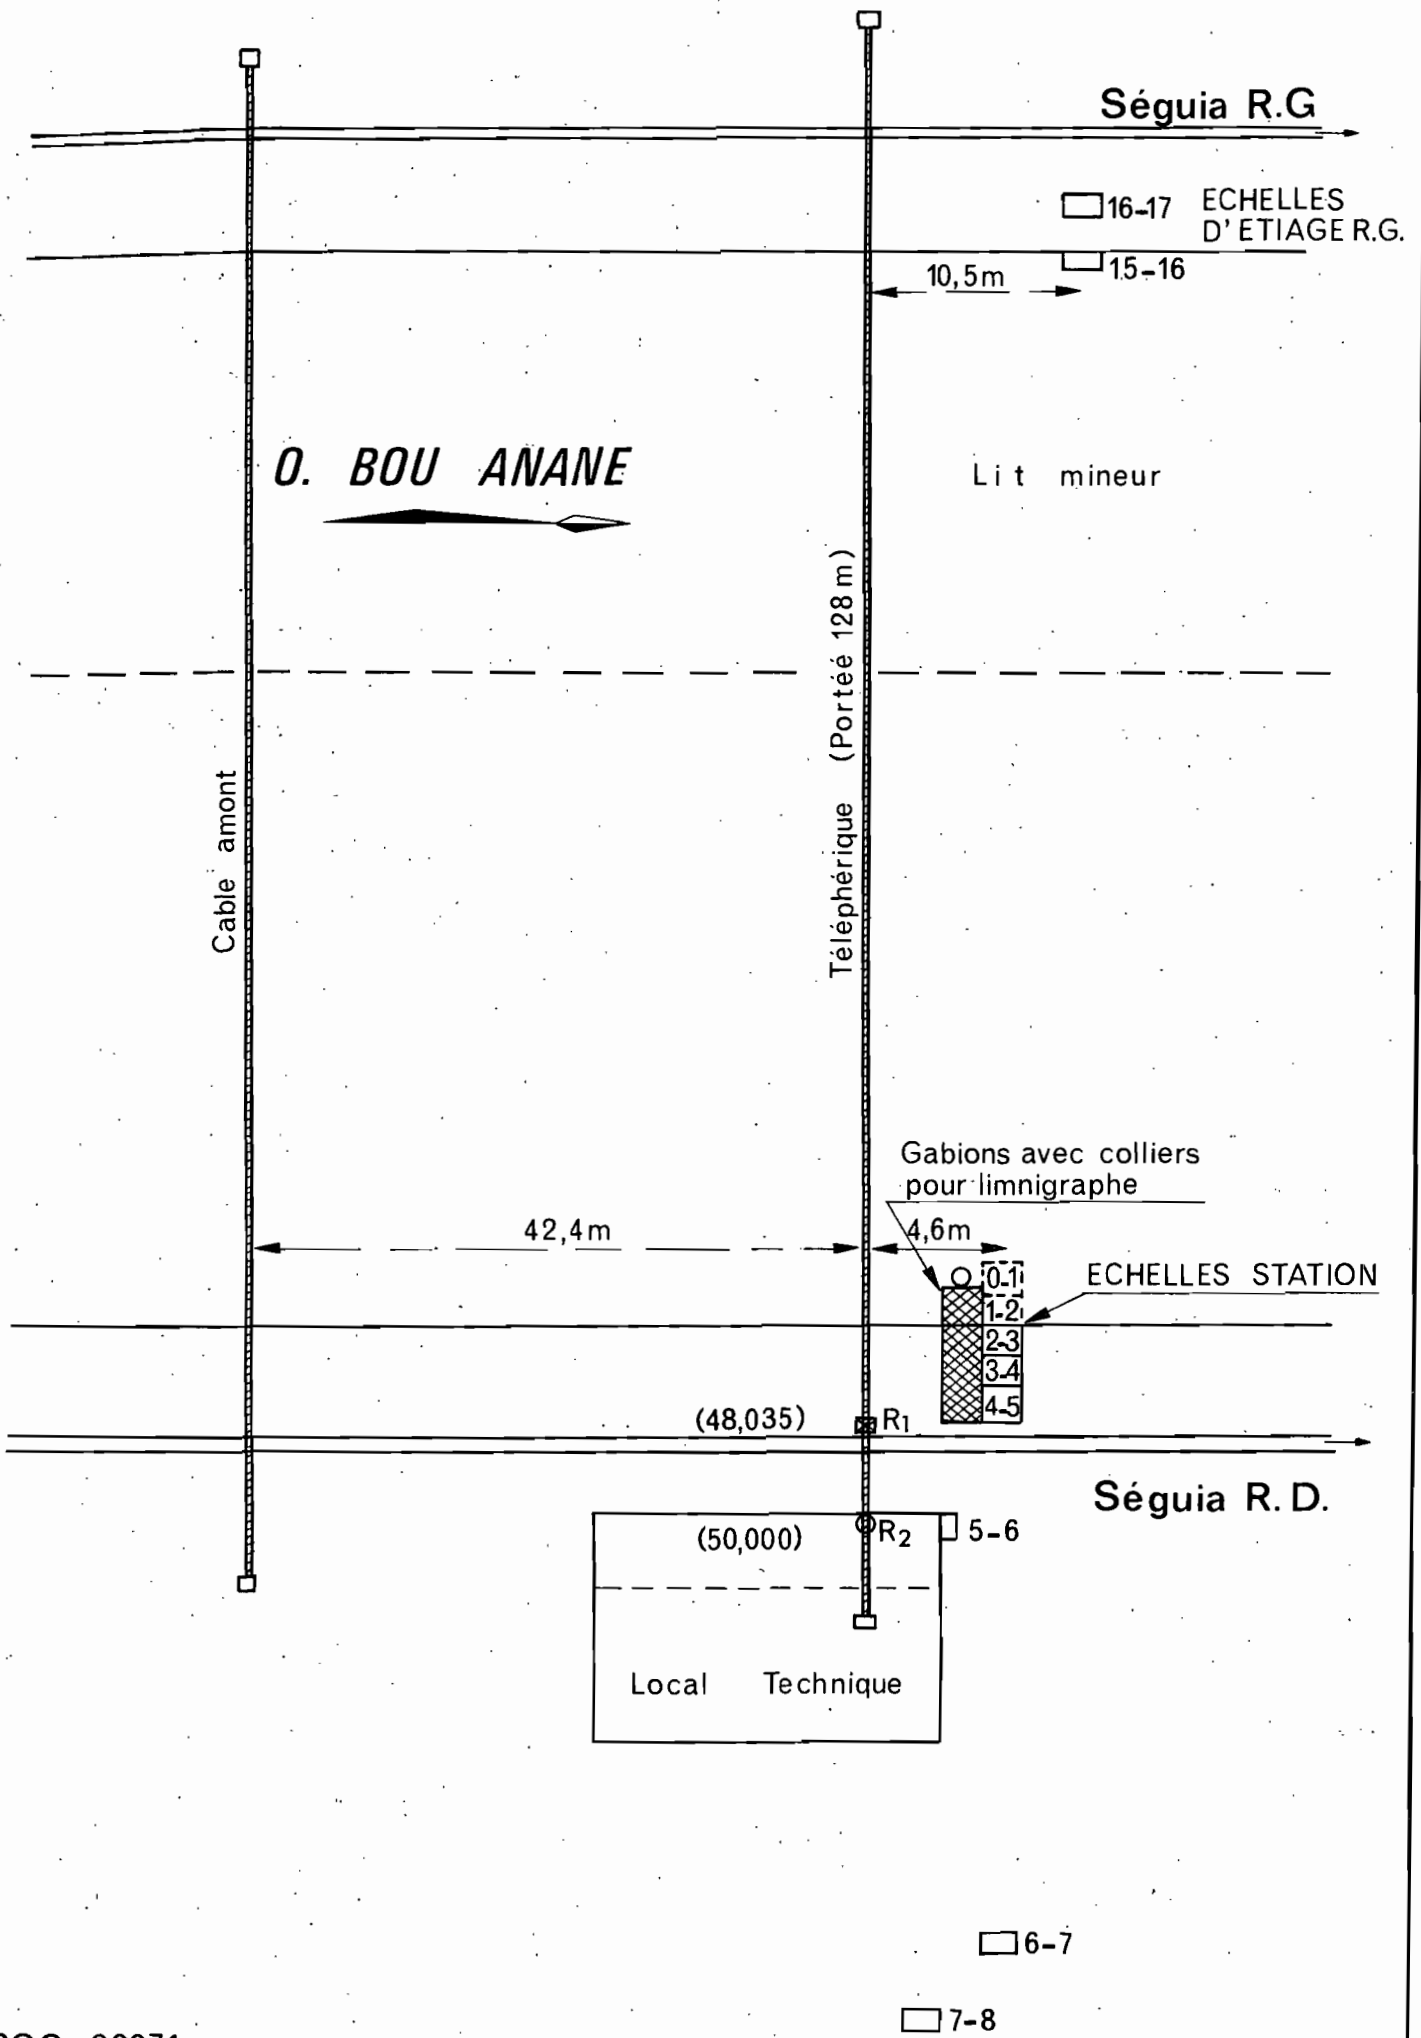 Séguia R.G
16-17
ECHELLES
D'ETIAGE R.G.
15-16
10,5m
O. BOU ANANE
Lit mineur
Téléphérique (Portée 128m)
Cable amont
Gabions avec colliers
pour limnigraphe
42,4m
4,6m
0-1
ECHELLES STATION
1-2
2-3
3-4
4-5
(48,035)
R1
Séguia R.D.
(50,000)
R2
5-6
Local Technique
6-7
7-8